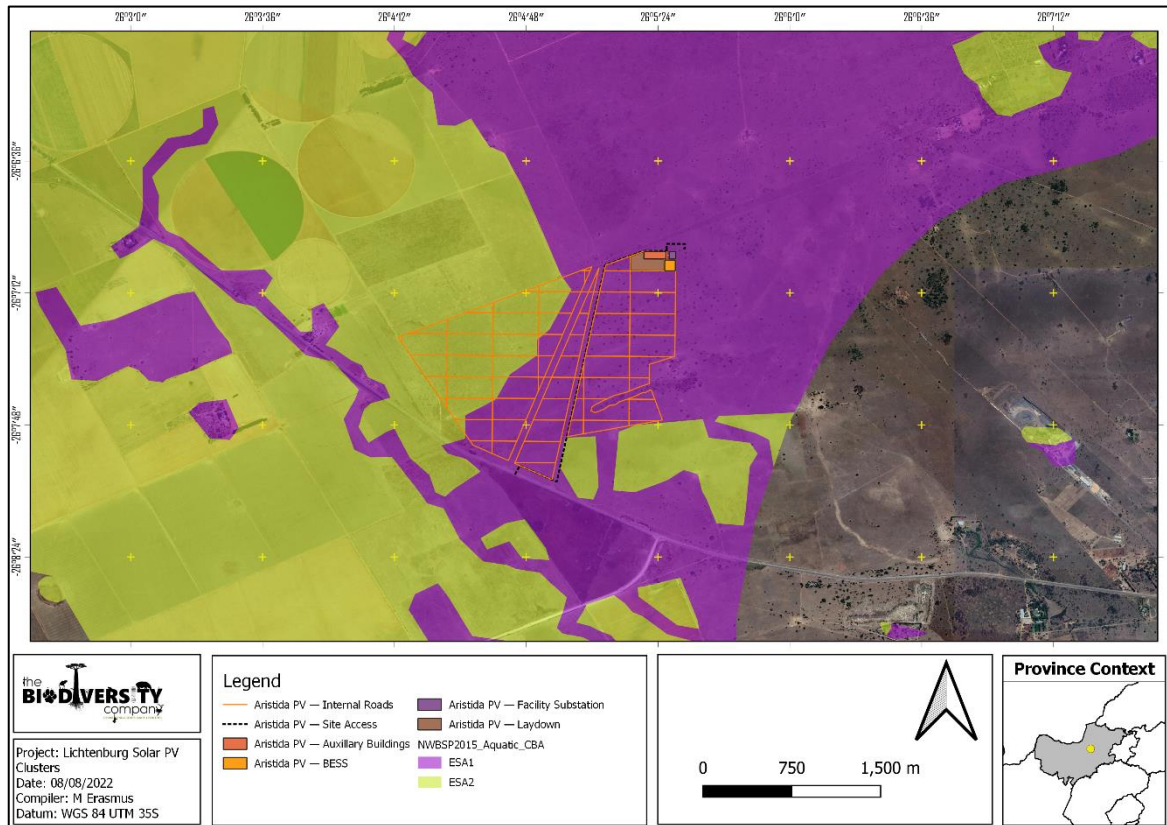 26°3'0" 26°3'36" 26°4'12" 26°4'48" 26°5'24" 26°6'0" 26°6'36" 26°7'12"
-26°6'36"
-26°7'12"
-26°7'48"
-26°8'24"
the
BIODIVERSITY
company
Project: Lichtenburg Solar PV
Clusters
Date: 08/08/2022
Compiler: M Erasmus
Datum: WGS 84 UTM 35S
Legend
Aristida PV — Internal Roads
Aristida PV — Site Access
Aristida PV — Auxillary Buildings
Aristida PV — BESS
Aristida PV — Facility Substation
Aristida PV — Laydown
NWBSP2015_Aquatic_CBA
ESA1
ESA2
0 750 1,500 m
Province Context